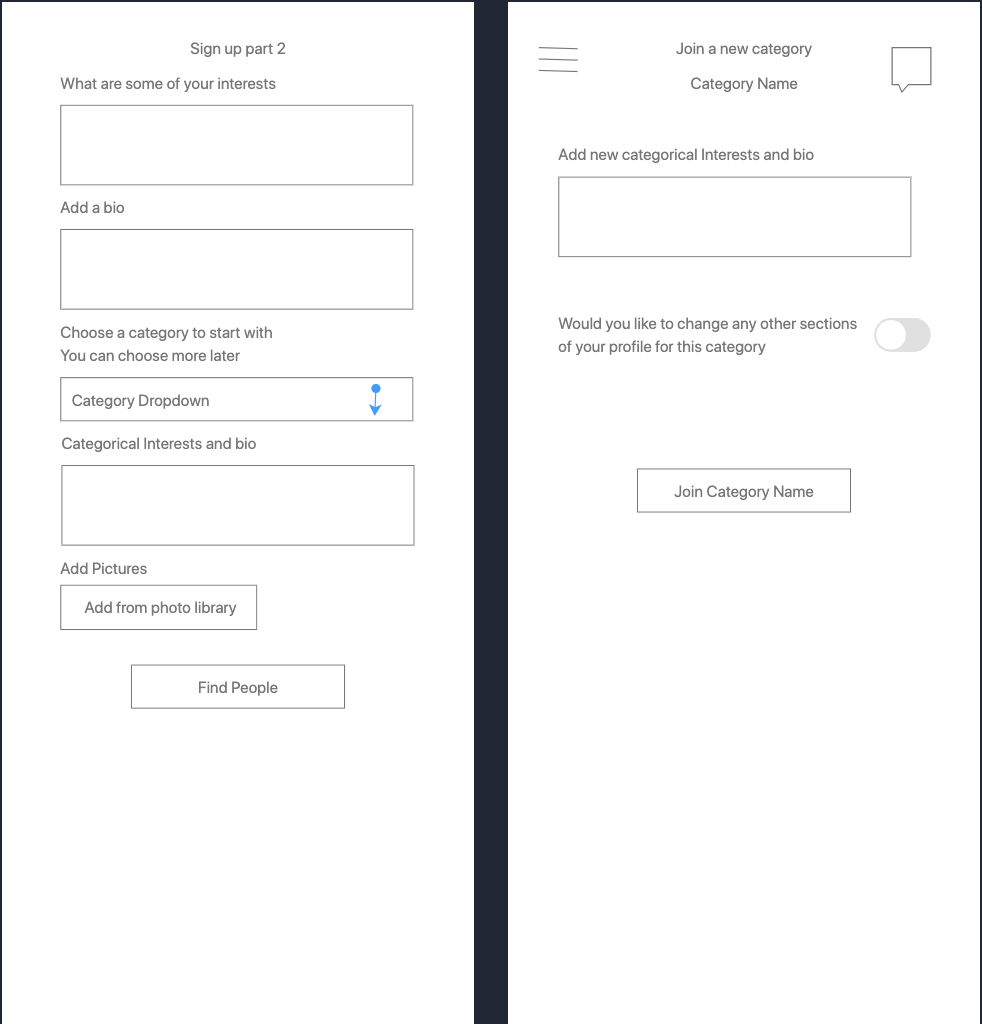 Sign up part 2
What are some of your interests
Add a bio
Choose a category to start with
You can choose more later
Category Dropdown
Categorical Interests and bio
Add Pictures
Add from photo library
Find People
Join a new category
Category Name
Add new categorical Interests and bio
Would you like to change any other sections
of your profile for this category
Join Category Name